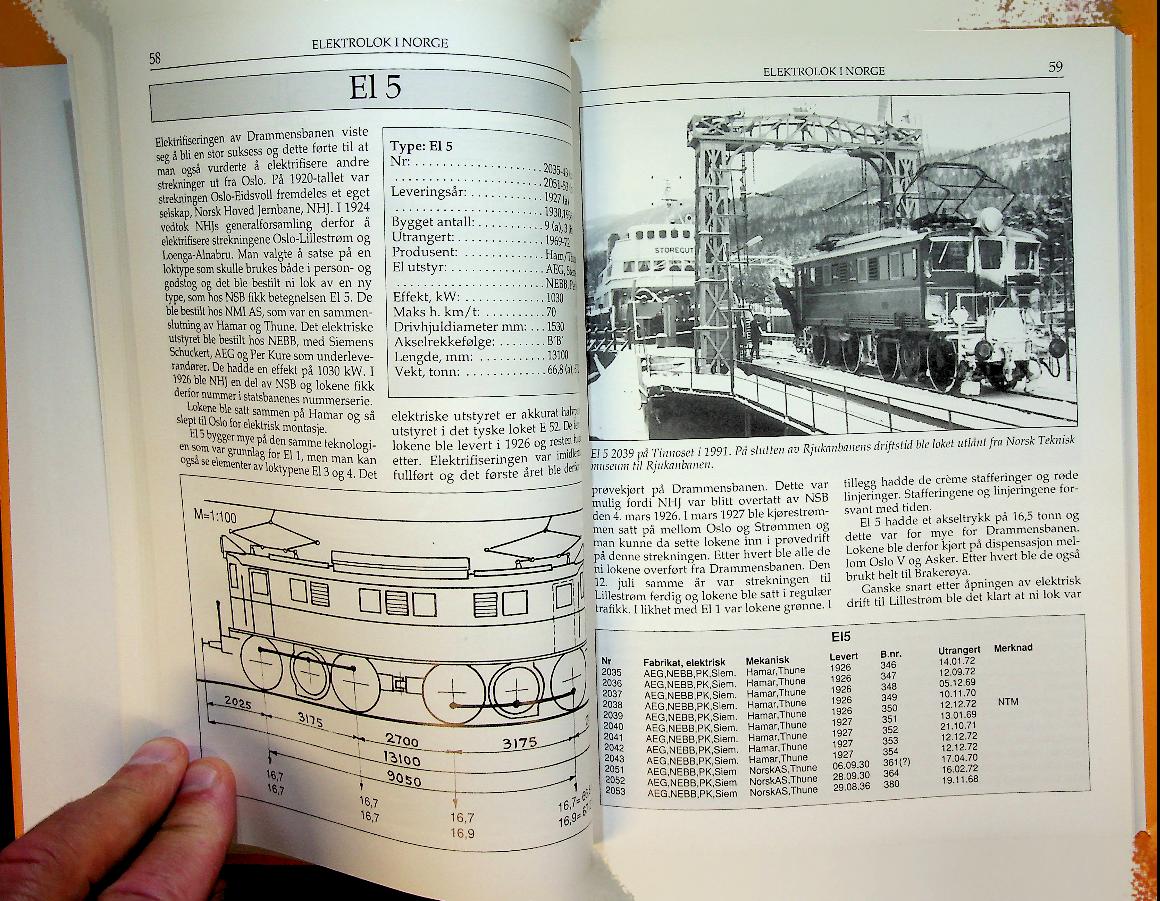 58
ELEKTROLOK I NORGE
El 5
Elektrifiseringen av Drammensbanen viste
seg å bli en stor suksess og dette førte til at
man også vurderte å elektrifisere andre
strekninger ut fra Oslo. På 1920-tallet var
strekningen Oslo-Eidsvoll fremdeles et eget
selskap, Norsk Hoved Jernbane, NHJ. I 1924
vedtok NHJs generalforsamling derfor å
elektrifisere strekningene Oslo-Lillestrøm og
Loenga-Alnabru. Man valgte å satse på en
loktype som skulle brukes både i person- og
godstog og det ble bestilt ni lok av en ny
type, som hos NSB fikk betegnelsen El 5. De
ble bestilt hos NMI AS, som var en sammen-
slutning av Hamar og Thune. Det elektriske
utstyret ble bestilt hos NEBB, med Siemens
Schuckert, AEG og Per Kure som underleve-
randører. De hadde en effekt på 1030 kW. I
1926 ble NHJ en del av NSB og lokene fikk
derfor nummer i statsbanenes nummerserie.
Lokene ble satt sammen på Hamar og så
slept til Oslo for elektrisk montasje.
El 5 bygger mye på den samme teknologi-
en som var grunnlag for El 1, men man kan
også se elementer av loktypene El 3 og 4. Det
Type: El 5
Nr: . . . . . . . . . . . . . . . . . . . . 2035-43
. . . . . . . . . . . . . . . . . . . . 2051-53
Leveringsår: . . . . . . . . . . . . . 1927 (a)
. . . . . . . . . . . . . . . . . . . . 1930,
Bygget antall: . . . . . . . . . . . 9 (a), 3
Utrangert: . . . . . . . . . . . . . . 1969-72
Produsent: . . . . . . . . . . . . . .
El utstyr: . . . . . . . . . . . . . . . AEG,
. . . . . . . . . . . . . . . . . . . . NEBB,
Effekt, kW: . . . . . . . . . . . . . 1030
Maks h. km/t: . . . . . . . . . . . 70
Drivhjuldiameter mm: . . . 1530
Akselrekkefølge: . . . . . . . . B'B'
Lengde, mm: . . . . . . . . . . . 13100
Vekt, tonn: . . . . . . . . . . . . . 66,8
elektriske utstyret er akkurat
utstyret i det tyske loket E 52. De
lokene ble levert i 1926 og
etter. Elektrifiseringen var
fullført og det første året ble
M=1:100
2025
3175
2700
3175
13100
9050
16,7
16,7
16,7
16,7
16,7
16,9
16,7=
16,9=
ELEKTROLOK I NORGE
59
STOREGUT
El 5 2039 på Tinnoset i 1991. På slutten av Rjukanbanens driftstid ble loket utlånt fra Norsk Teknisk
museum til Rjukanbanen.
prøvekjørt på Drammensbanen. Dette var
mulig fordi NHJ var blitt overtatt av NSB
den 4. mars 1926. I mars 1927 ble kjørestrøm-
men satt på mellom Oslo og Strømmen og
man kunne da sette lokene inn i prøvedrift
på denne strekningen. Etter hvert ble alle de
ni lokene overført fra Drammensbanen. Den
12. juli samme år var strekningen til
Lillestrøm ferdig og lokene ble satt i regulær
trafikk. I likhet med El 1 var lokene grønne. I
tillegg hadde de crème stafferinger og røde
linjeringer. Stafferingene og linjeringene for-
svant med tiden.
El 5 hadde et akseltrykk på 16,5 tonn og
dette var for mye for Drammensbanen.
Lokene ble derfor kjørt på dispensasjon mel-
lom Oslo V og Asker. Etter hvert ble de også
brukt helt til Brakerøya.
Ganske snart etter åpningen av elektrisk
drift til Lillestrøm ble det klart at ni lok var
El5
Nr Fabrikat, elektrisk Mekanisk Levert B.nr. Utrangert Merknad
2035 AEG,NEBB,PK,Siem. Hamar,Thune 1926 346 14.01.72
2036 AEG,NEBB,PK,Siem. Hamar,Thune 1926 347 12.09.72
2037 AEG,NEBB,PK,Siem. Hamar,Thune 1926 348 05.12.69
2038 AEG,NEBB,PK,Siem. Hamar,Thune 1926 349 10.11.70
2039 AEG,NEBB,PK,Siem. Hamar,Thune 1926 350 12.12.72 NTM
2040 AEG,NEBB,PK,Siem. Hamar,Thune 1927 351 13.01.69
2041 AEG,NEBB,PK,Siem. Hamar,Thune 1927 352 21.10.71
2042 AEG,NEBB,PK,Siem. Hamar,Thune 1927 353 12.12.72
2043 AEG,NEBB,PK,Siem. Hamar,Thune 1927 354 12.12.72
2051 AEG,NEBB,PK,Siem NorskAS,Thune 06.09.30 361(?) 17.04.70
2052 AEG,NEBB,PK,Siem NorskAS,Thune 28.09.30 364 16.02.72
2053 AEG,NEBB,PK,Siem NorskAS,Thune 29.08.36 380 19.11.68